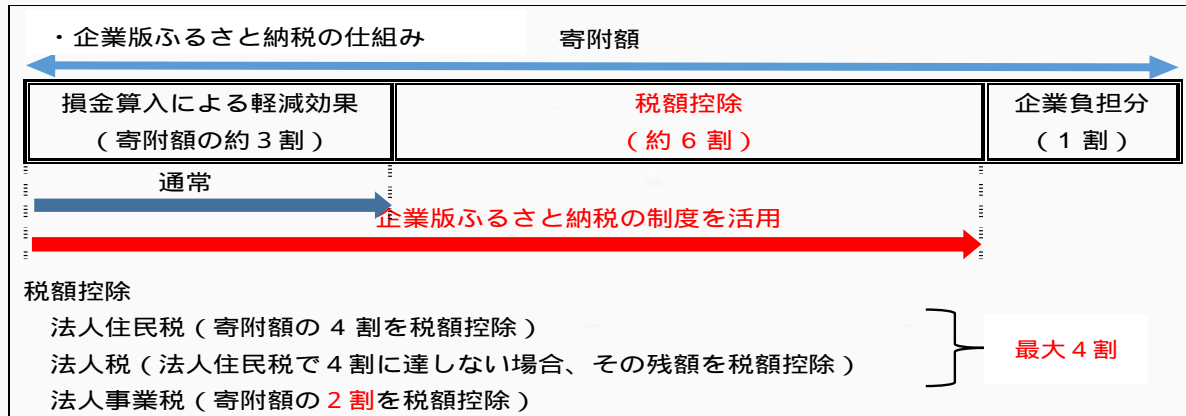 ・企業版ふるさと納税の仕組み 寄附額
損金算入による軽減効果 税額控除 企業負担分
(寄附額の約3割) (約6割) (1割)
通常
企業版ふるさと納税の制度を活用
税額控除
法人住民税(寄附額の4割を税額控除)
法人税(法人住民税で4割に達しない場合、その残額を税額控除) 最大4割
法人事業税(寄附額の2割を税額控除)